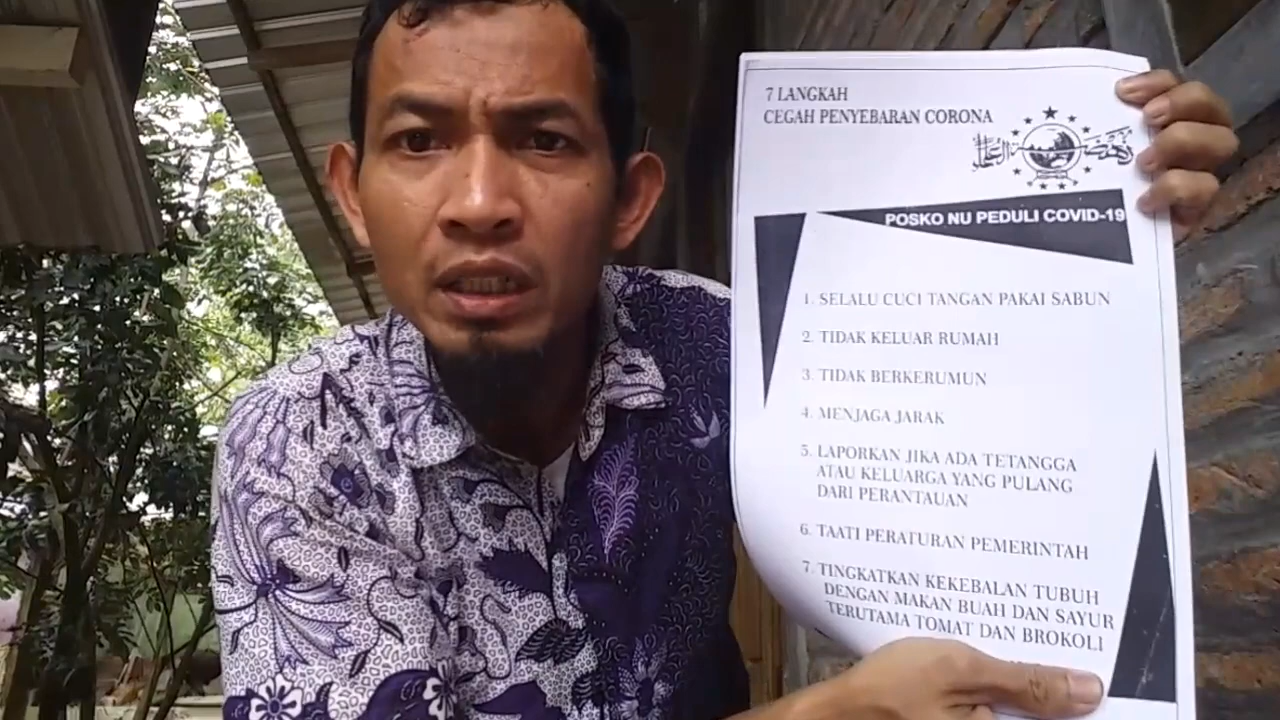 7 LANGKAH
CEGAH PENYEBARAN CORONA
POSKO NU PEDULI COVID-19
1. SELALU CUCI TANGAN PAKAI SABUN
2. TIDAK KELUAR RUMAH
3. TIDAK BERKERUMUN
4. MENJAGA JARAK
5. LAPORKAN JIKA ADA TETANGGA
ATAU KELUARGA YANG PULANG
DARI PERANTAUAN
6. TAATI PERATURAN PEMERINTAH
7. TINGKATKAN KEKEBALAN TUBUH
DENGAN MAKAN BUAH DAN SAYUR
TERUTAMA TOMAT DAN BROKOLI